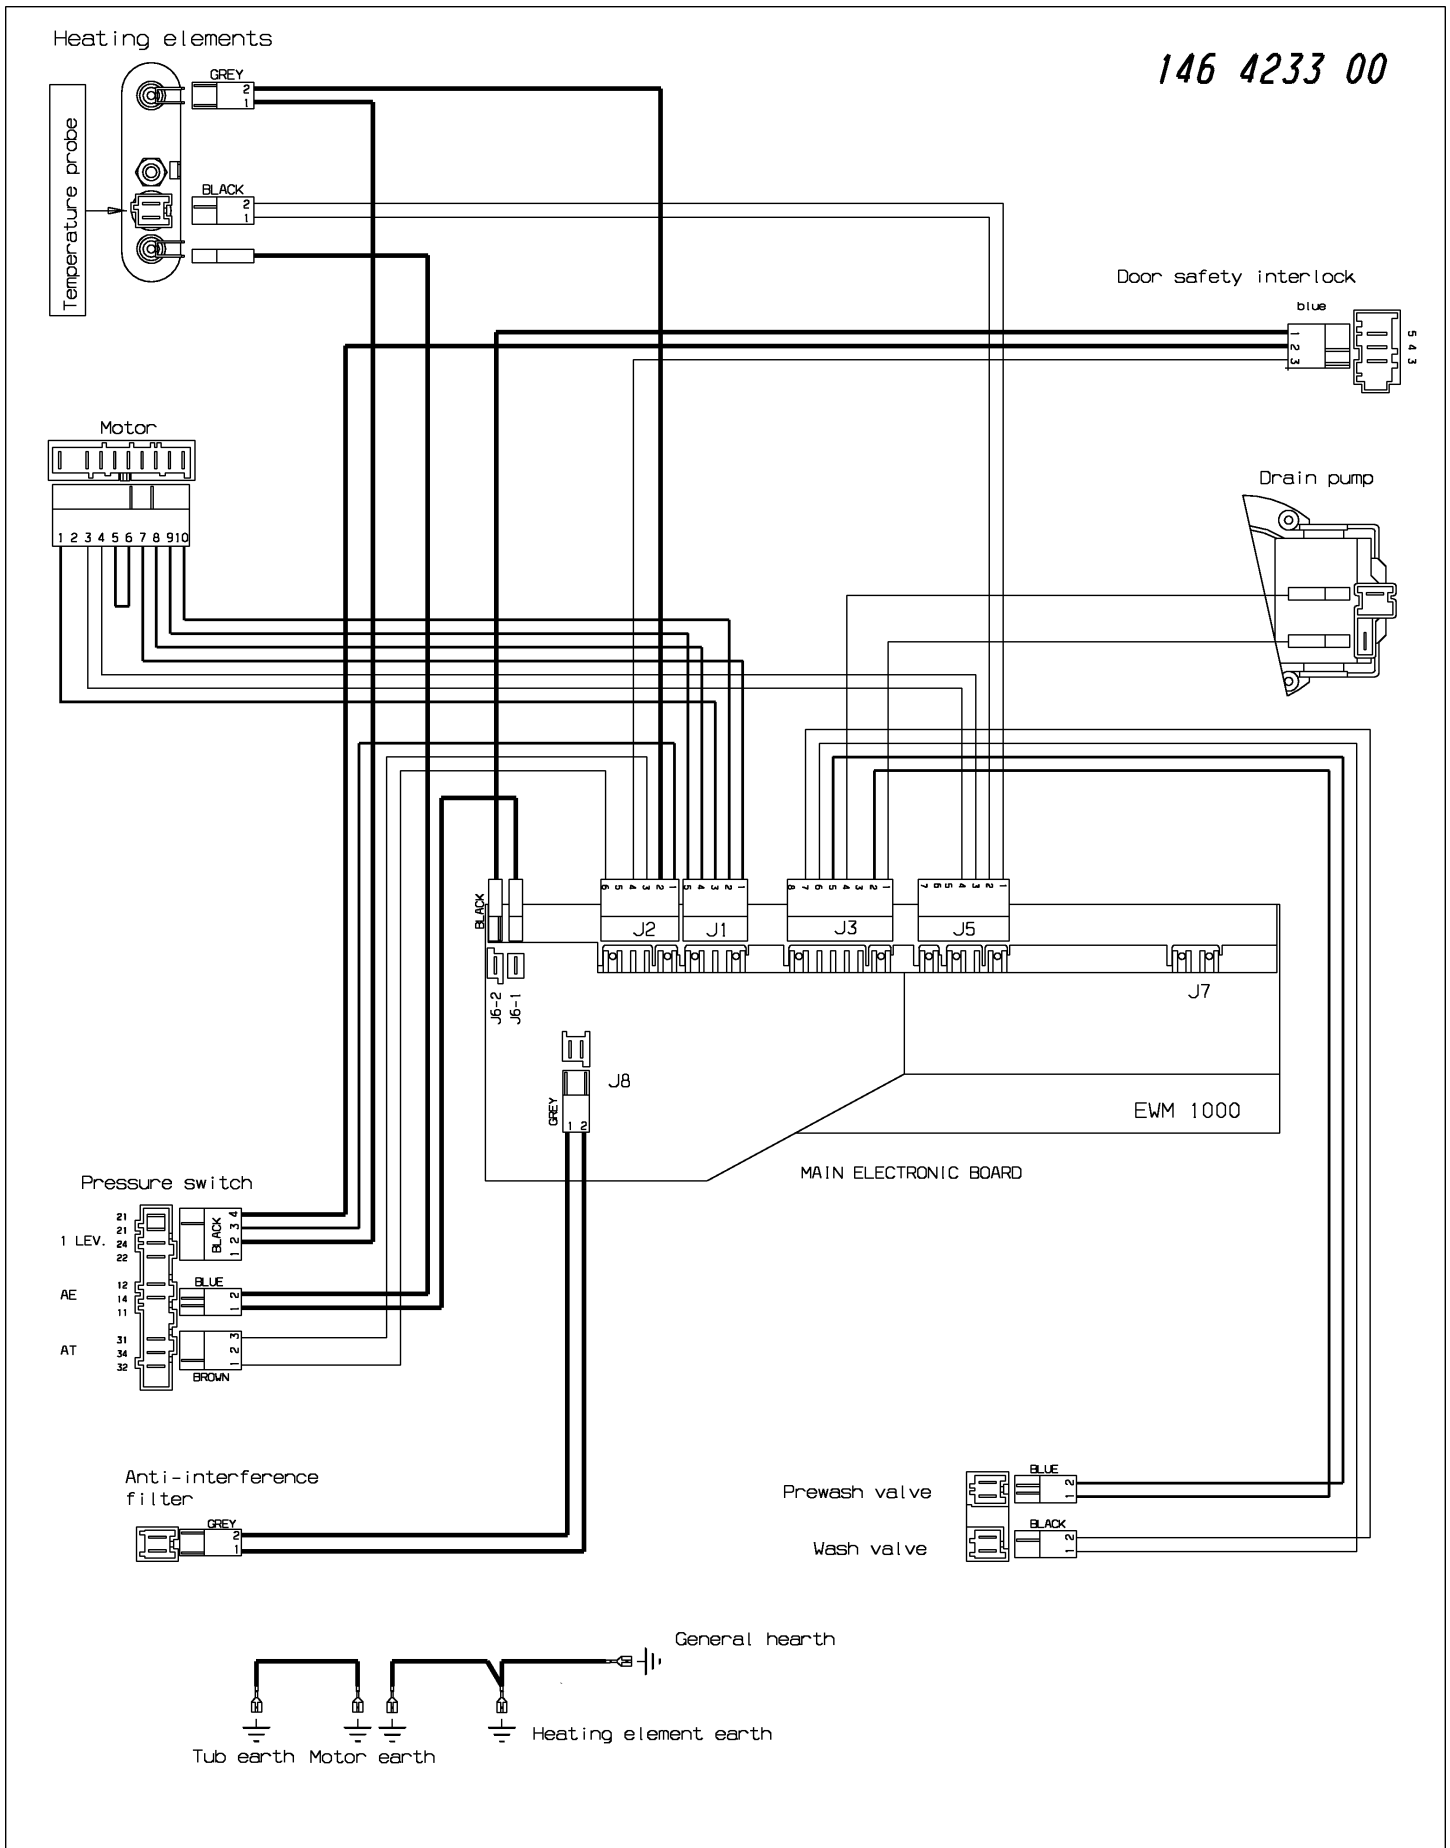 Heating elements
146 4233 00
GREY
2
1
Temperature probe
BLACK
2
1
Door safety interlock
blue
1
2
3
5
4
3
Motor
1 2 3 4 5 6 7 8 9 10
Drain pump
BLACK
6 5 4 3 2 1
5 4 3 2 1
8 7 6 5 4 3 2 1
7 6 5 4 3 2 1
J2
J1
J3
J5
J6-2
J6-1
J7
J8
GREY
1 2
EWM 1000
MAIN ELECTRONIC BOARD
Pressure switch
21
21
1 LEV. 24
22
BLACK
4
3
2
1
12
AE 14
11
BLUE
2
1
31
AT 34
32
3
2
1
BROWN
Anti-interference
filter
GREY
2
1
Prewash valve
BLUE
2
1
Wash valve
BLACK
2
1
General hearth
Heating element earth
Tub earth Motor earth